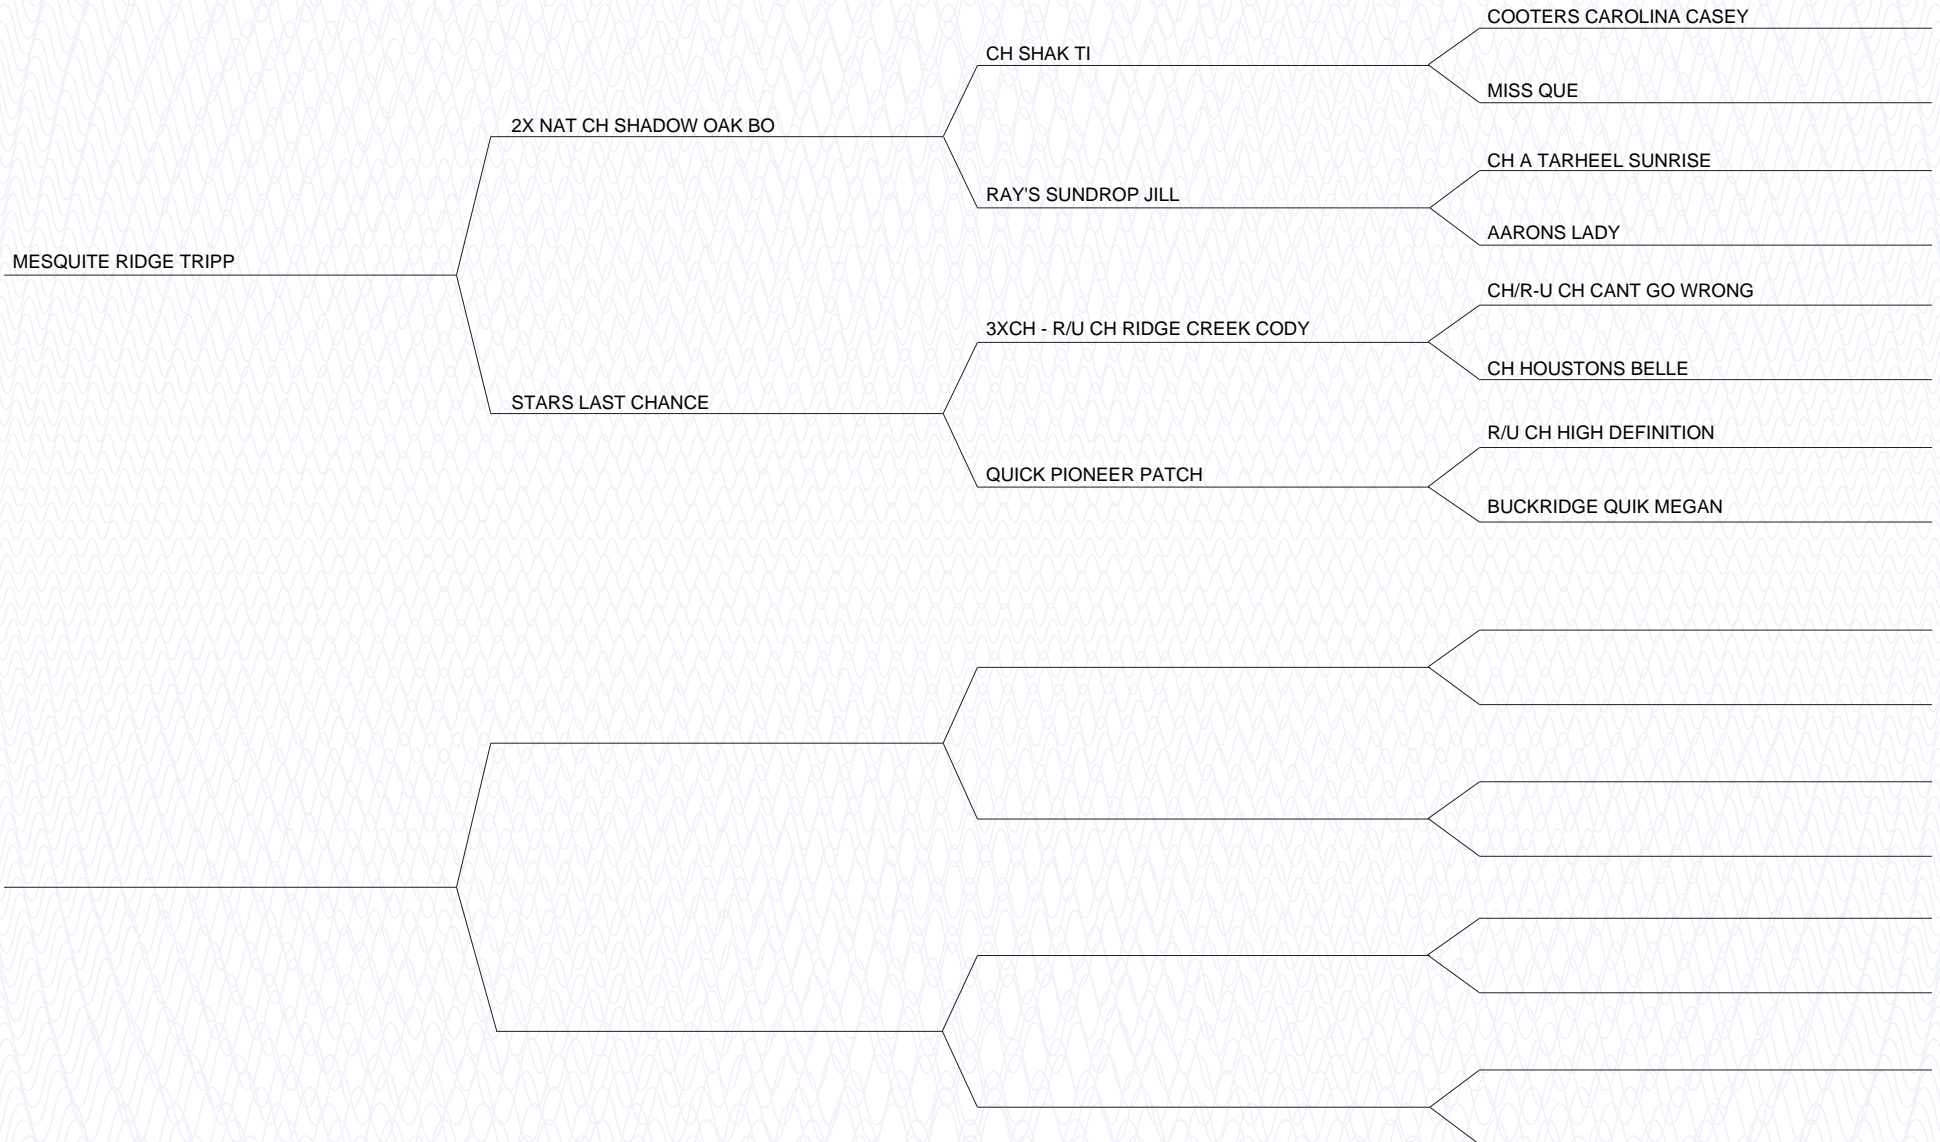 COOTERS CAROLINA CASEY
CH SHAK TI
MISS QUE
2X NAT CH SHADOW OAK BO
CH A TARHEEL SUNRISE
RAY'S SUNDROP JILL
AARONS LADY
MESQUITE RIDGE TRIPP
CH/R-U CH CANT GO WRONG
3XCH - R/U CH RIDGE CREEK CODY
CH HOUSTONS BELLE
STARS LAST CHANCE
R/U CH HIGH DEFINITION
QUICK PIONEER PATCH
BUCKRIDGE QUIK MEGAN